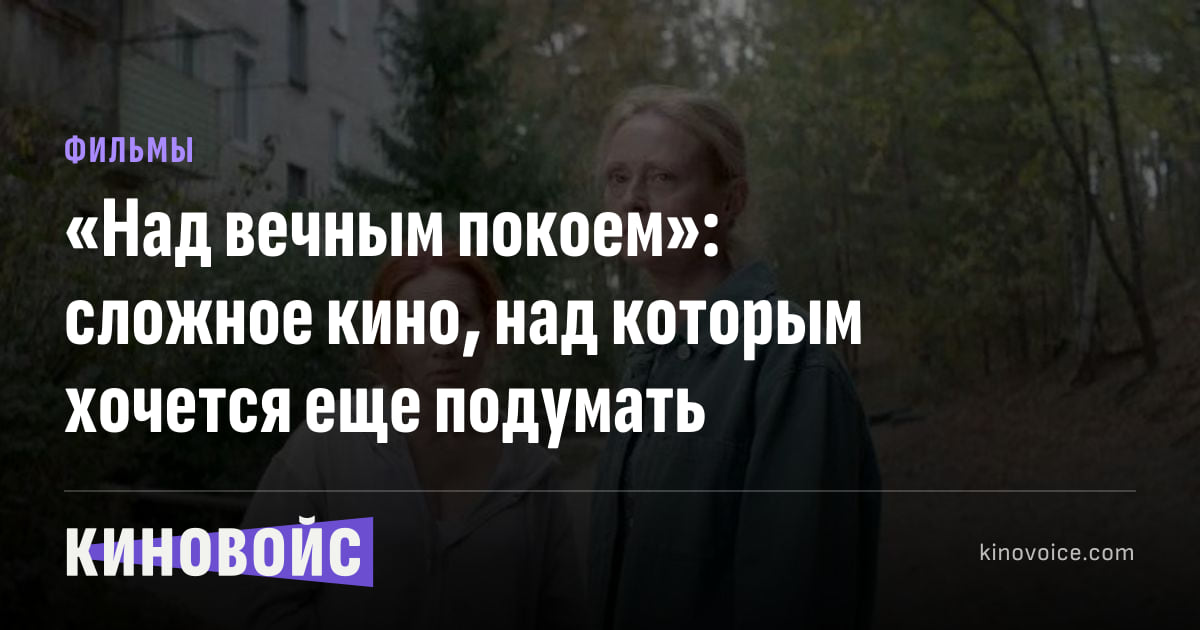 ФИЛЬМЫ
«Над вечным покоем»:
сложное кино, над которым
хочется еще подумать
КИНОВОЙС
kinovoice.com